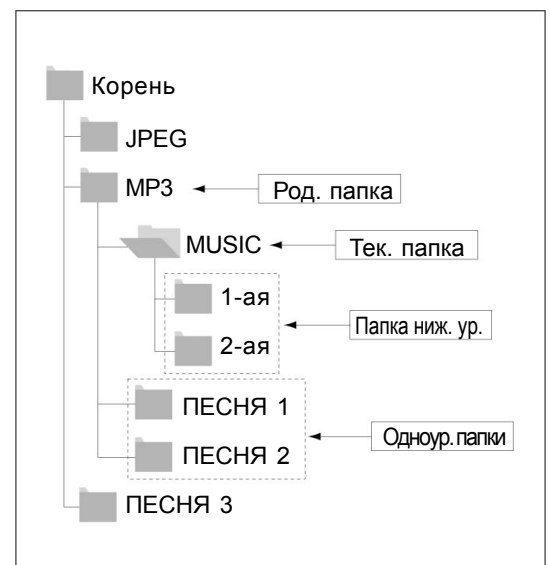 Корень
JPEG
MP3
Род. папка
MUSIC
Тек. папка
1-ая
Папка ниж. ур.
2-ая
ПЕСНЯ 1
Одноур. папки
ПЕСНЯ 2
ПЕСНЯ 3